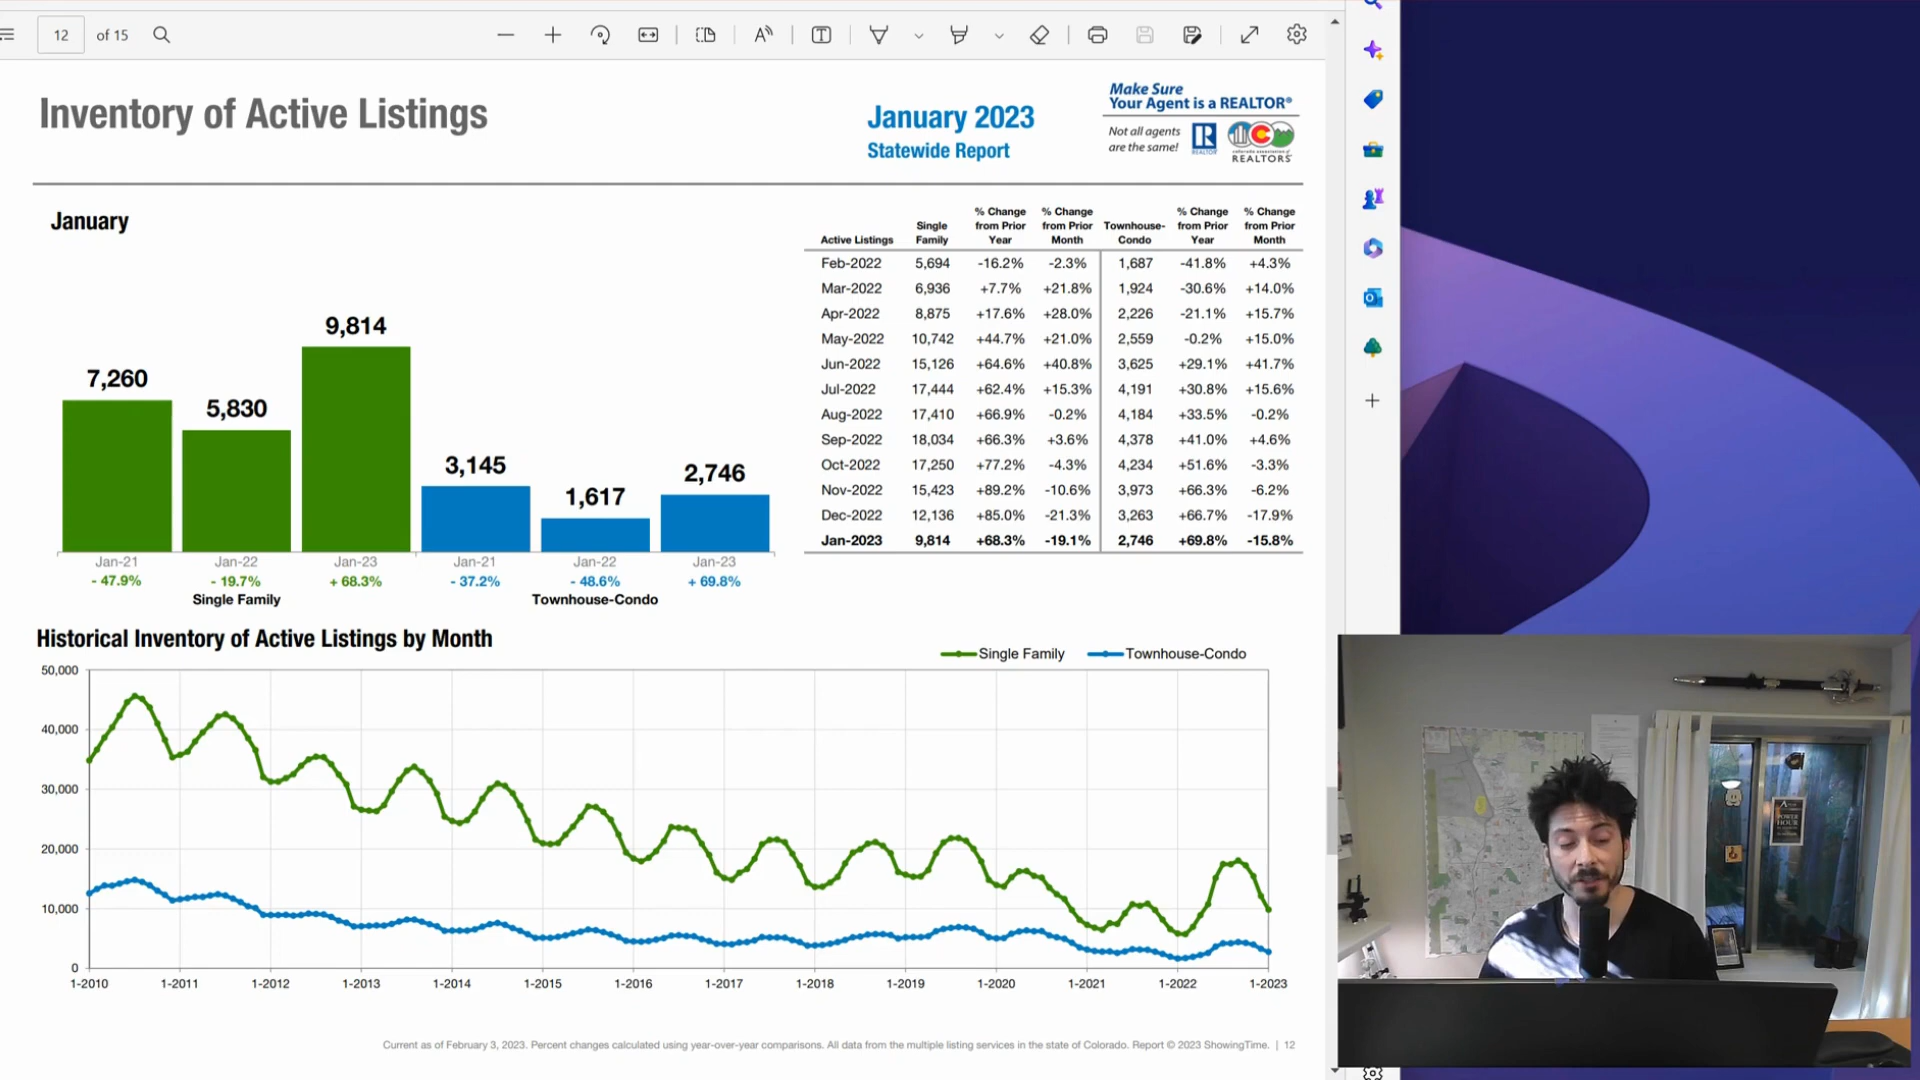 12 of 15
Inventory of Active Listings
January 2023
Statewide Report
Make Sure
Your Agent is a REALTOR®
Not all agents
are the same!
R
REALTOR
C
colorado association of
REALTORS®
January
9,814
7,260
5,830
3,145
1,617
2,746
Jan-21 Jan-22 Jan-23 Jan-21 Jan-22 Jan-23
- 47.9% - 19.7% + 68.3% - 37.2% - 48.6% + 69.8%
Single Family Townhouse-Condo
Active Listings Single Family % Change from Prior Year % Change from Prior Month Townhouse-Condo % Change from Prior Year % Change from Prior Month
Feb-2022 5,694 -16.2% -2.3% 1,687 -41.8% +4.3%
Mar-2022 6,936 +7.7% +21.8% 1,924 -30.6% +14.0%
Apr-2022 8,875 +17.6% +28.0% 2,226 -21.1% +15.7%
May-2022 10,742 +44.7% +21.0% 2,559 -0.2% +15.0%
Jun-2022 15,126 +64.6% +40.8% 3,625 +29.1% +41.7%
Jul-2022 17,444 +62.4% +15.3% 4,191 +30.8% +15.6%
Aug-2022 17,410 +66.9% -0.2% 4,184 +33.5% -0.2%
Sep-2022 18,034 +66.3% +3.6% 4,378 +41.0% +4.6%
Oct-2022 17,250 +77.2% -4.3% 4,234 +51.6% -3.3%
Nov-2022 15,423 +89.2% -10.6% 3,973 +66.3% -6.2%
Dec-2022 12,136 +85.0% -21.3% 3,263 +66.7% -17.9%
Jan-2023 9,814 +68.3% -19.1% 2,746 +69.8% -15.8%
Historical Inventory of Active Listings by Month
Single Family Townhouse-Condo
50,000
40,000
30,000
20,000
10,000
0
1-2010 1-2011 1-2012 1-2013 1-2014 1-2015 1-2016 1-2017 1-2018 1-2019 1-2020 1-2021 1-2022 1-2023
Current as of February 3, 2023. Percent changes calculated using year-over-year comparisons. All data from the multiple listing services in the state of Colorado. Report © 2023 ShowingTime. | 12
POWER
HOUR